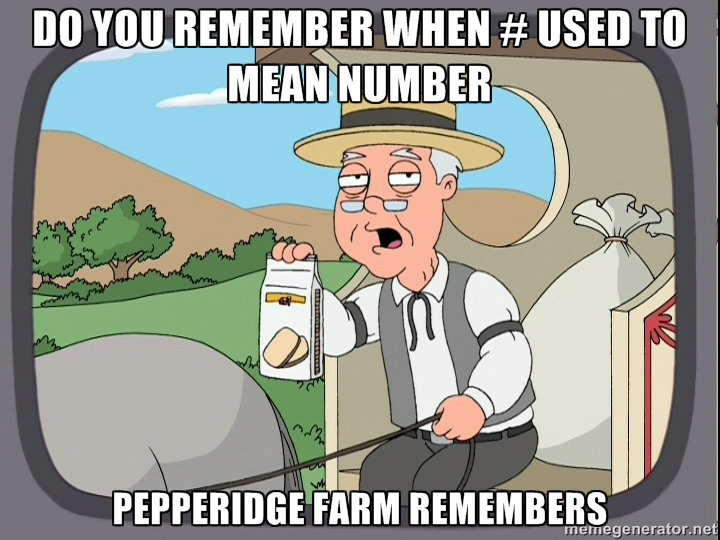 DO YOU REMEMBER WHEN # USED TO
MEAN NUMBER
PEPPERIDGE FARM REMEMBERS
memegenerator.net